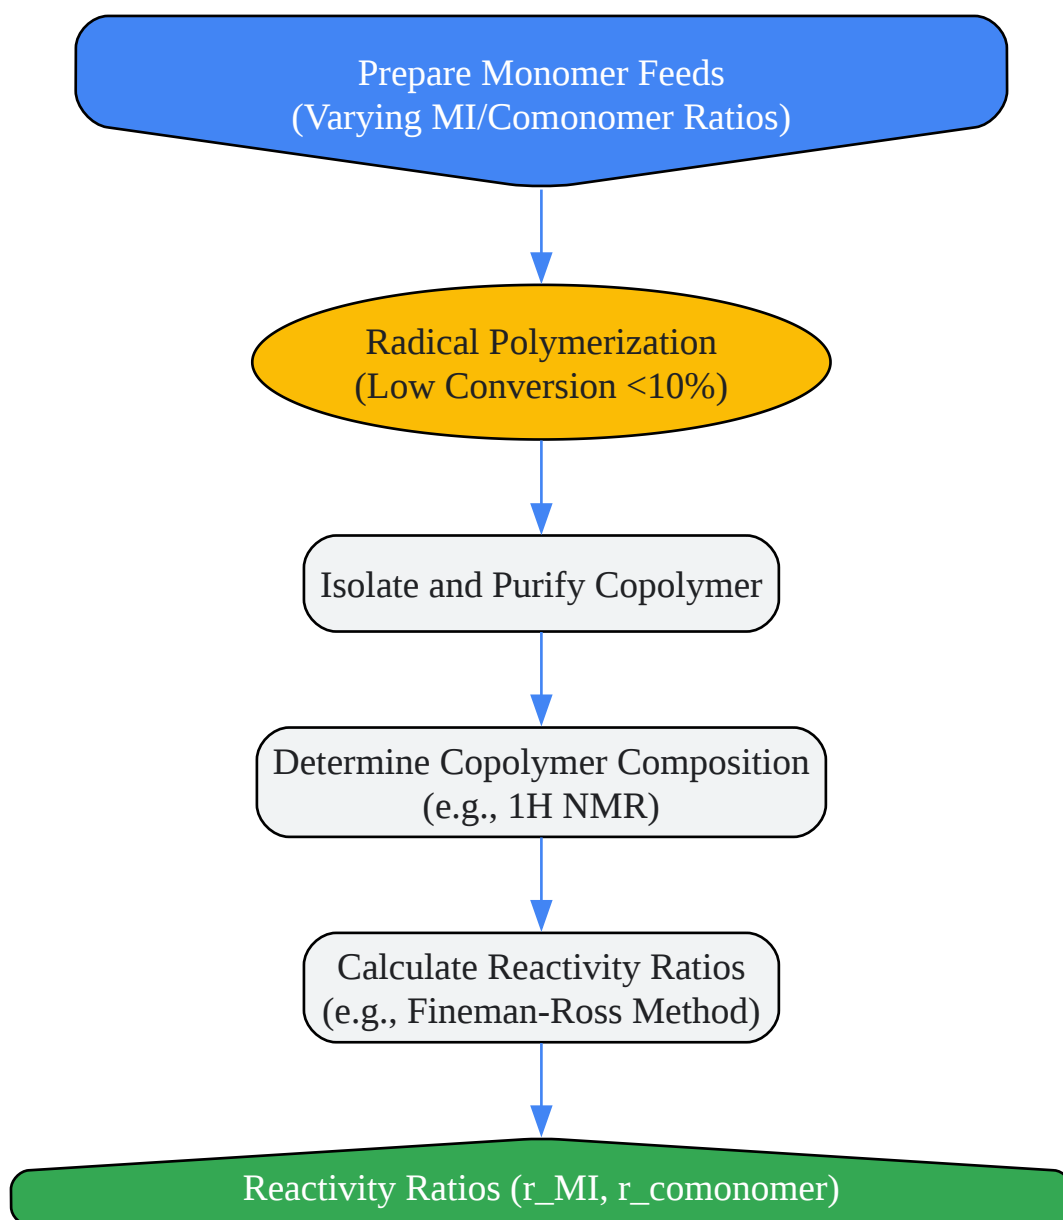 Prepare Monomer Feeds
(Varying MI/Comonomer Ratios)
Radical Polymerization
(Low Conversion <10%)
Isolate and Purify Copolymer
Determine Copolymer Composition
(e.g., 1H NMR)
Calculate Reactivity Ratios
(e.g., Fineman-Ross Method)
Reactivity Ratios (r_MI, r_comonomer)